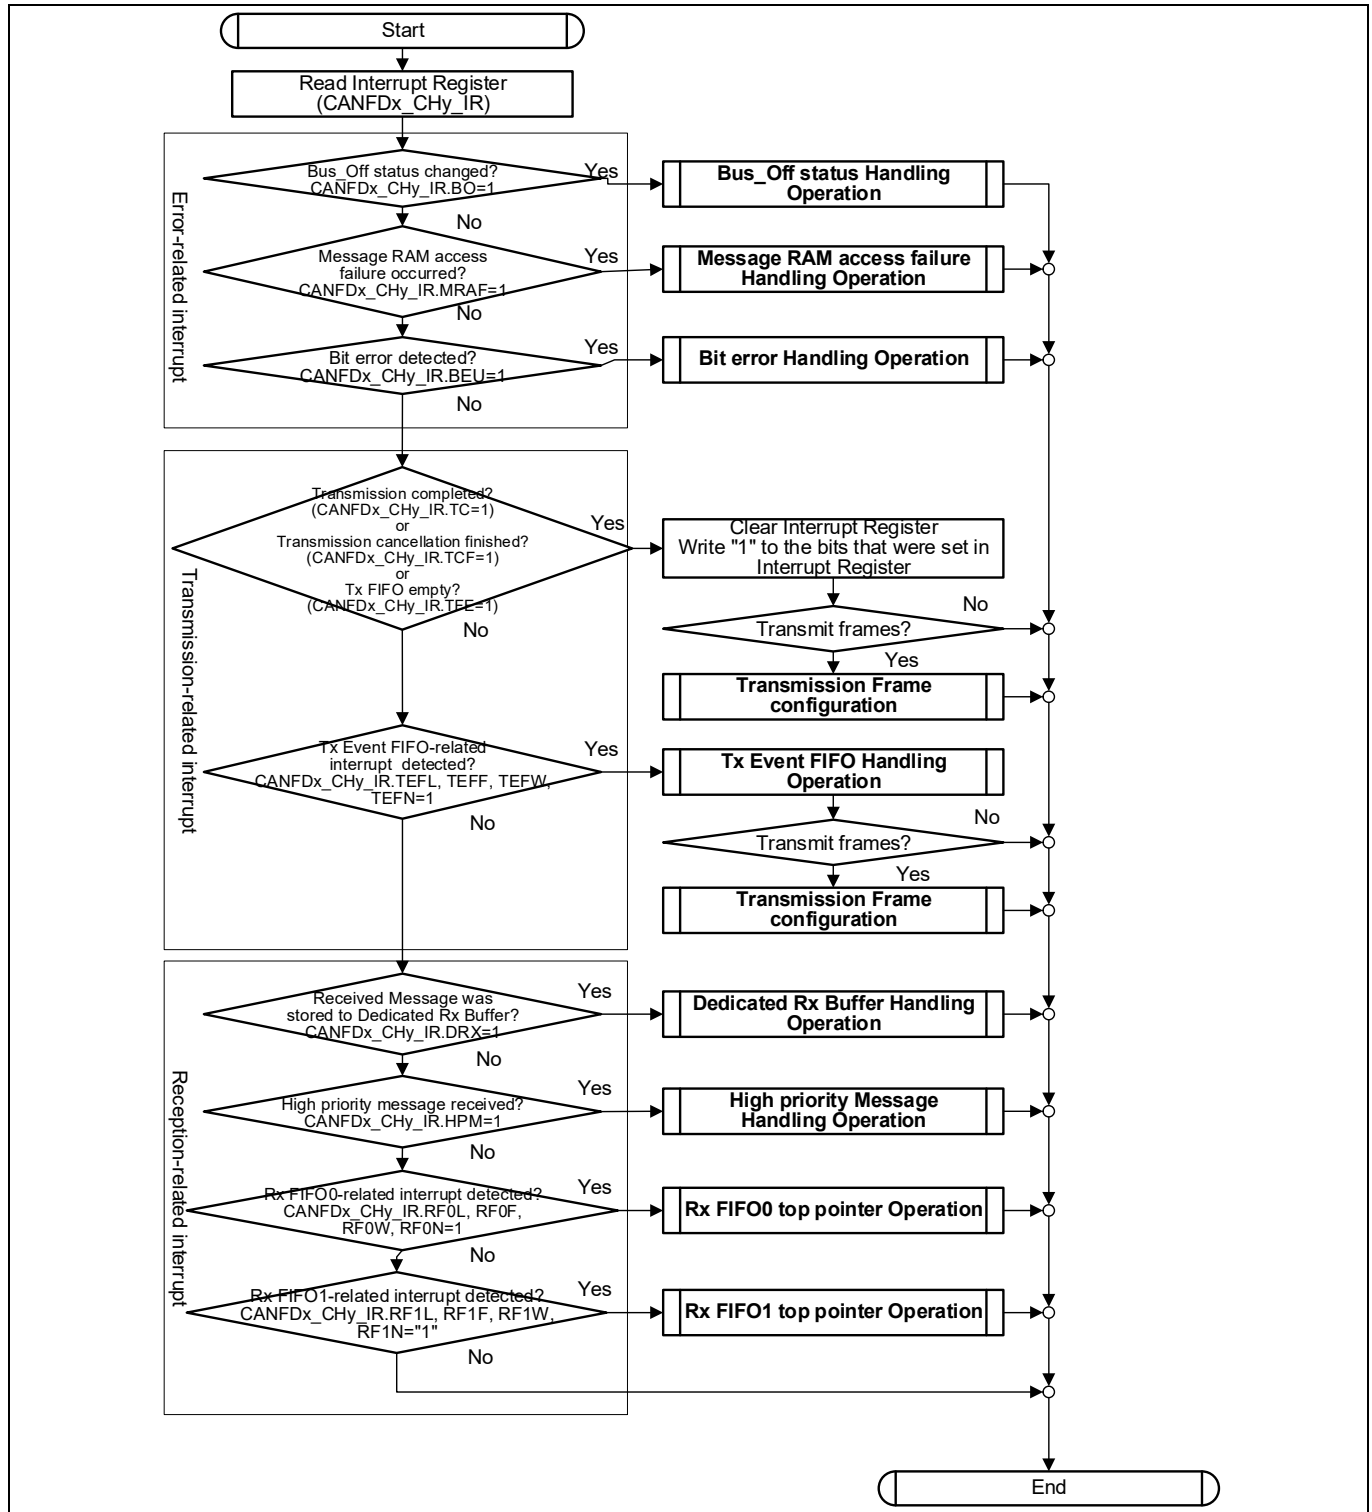 Start
Read Interrupt Register
(CANFDx_CHy_IR)
Error-related interrupt
Bus_Off status changed?
CANFDx_CHy_IR.BO=1
Yes
Bus_Off status Handling
Operation
No
Message RAM access
failure occurred?
CANFDx_CHy_IR.MRAF=1
Yes
Message RAM access failure
Handling Operation
No
Bit error detected?
CANFDx_CHy_IR.BEU=1
Yes
Bit error Handling Operation
No
Transmission-related interrupt
Transmission completed?
(CANFDx_CHy_IR.TC=1)
or
Transmission cancellation finished?
(CANFDx_CHy_IR.TCF=1)
or
Tx FIFO empty?
(CANFDx_CHy_IR.TFE=1)
Yes
Clear Interrupt Register
Write "1" to the bits that were set in
Interrupt Register
No
Transmit frames?
No
Yes
Transmission Frame
configuration
Tx Event FIFO-related
interrupt detected?
CANFDx_CHy_IR.TEFL, TEFF, TEFW,
TEFN=1
Yes
Tx Event FIFO Handling
Operation
No
Transmit frames?
No
Yes
Transmission Frame
configuration
Reception-related interrupt
Received Message was
stored to Dedicated Rx Buffer?
CANFDx_CHy_IR.DRX=1
Yes
Dedicated Rx Buffer Handling
Operation
No
High priority message received?
CANFDx_CHy_IR.HPM=1
Yes
High priority Message
Handling Operation
No
Rx FIFO0-related interrupt detected?
CANFDx_CHy_IR.RF0L, RF0F,
RF0W, RF0N=1
Yes
Rx FIFO0 top pointer Operation
No
Rx FIFO1-related interrupt detected?
CANFDx_CHy_IR.RF1L, RF1F, RF1W,
RF1N="1"
Yes
Rx FIFO1 top pointer Operation
No
End